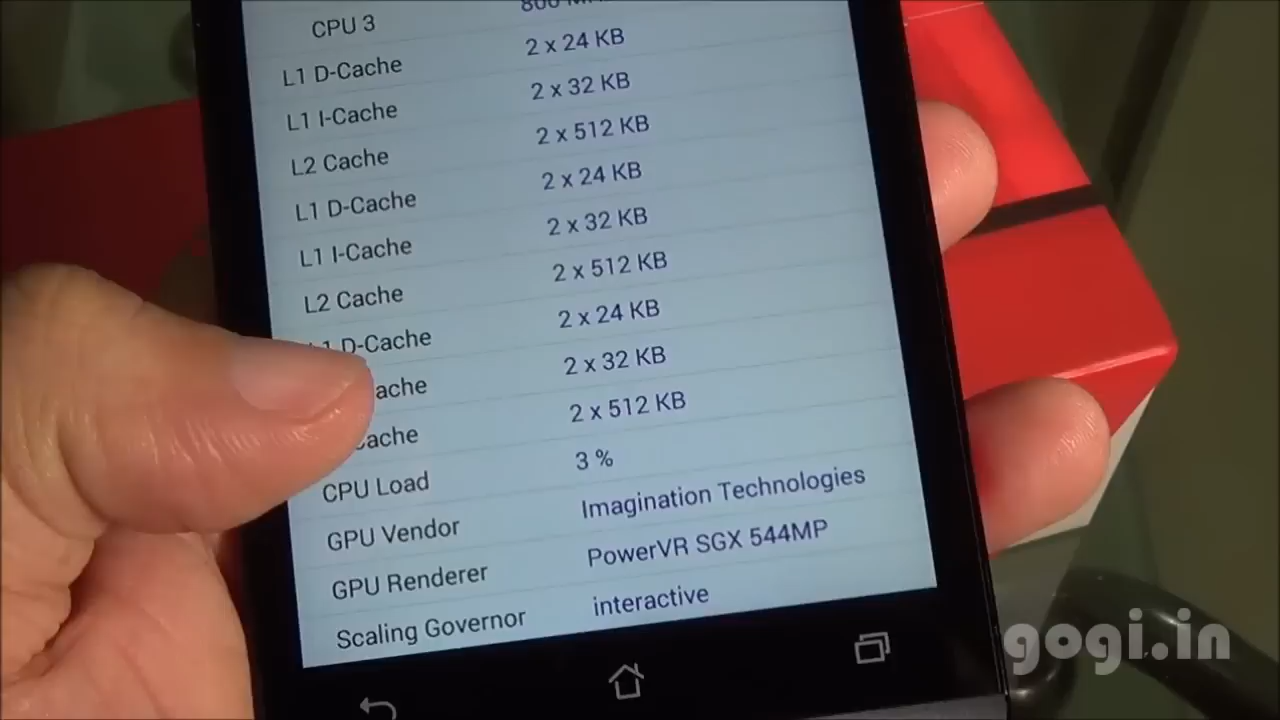 CPU 3 800
L1 D-Cache 2 x 24 KB
L1 I-Cache 2 x 32 KB
L2 Cache 2 x 512 KB
L1 D-Cache 2 x 24 KB
L1 I-Cache 2 x 32 KB
L2 Cache 2 x 512 KB
D-Cache 2 x 24 KB
ache 2 x 32 KB
Cache 2 x 512 KB
CPU Load 3 %
GPU Vendor Imagination Technologies
GPU Renderer PowerVR SGX 544MP
Scaling Governor interactive
gogi.in